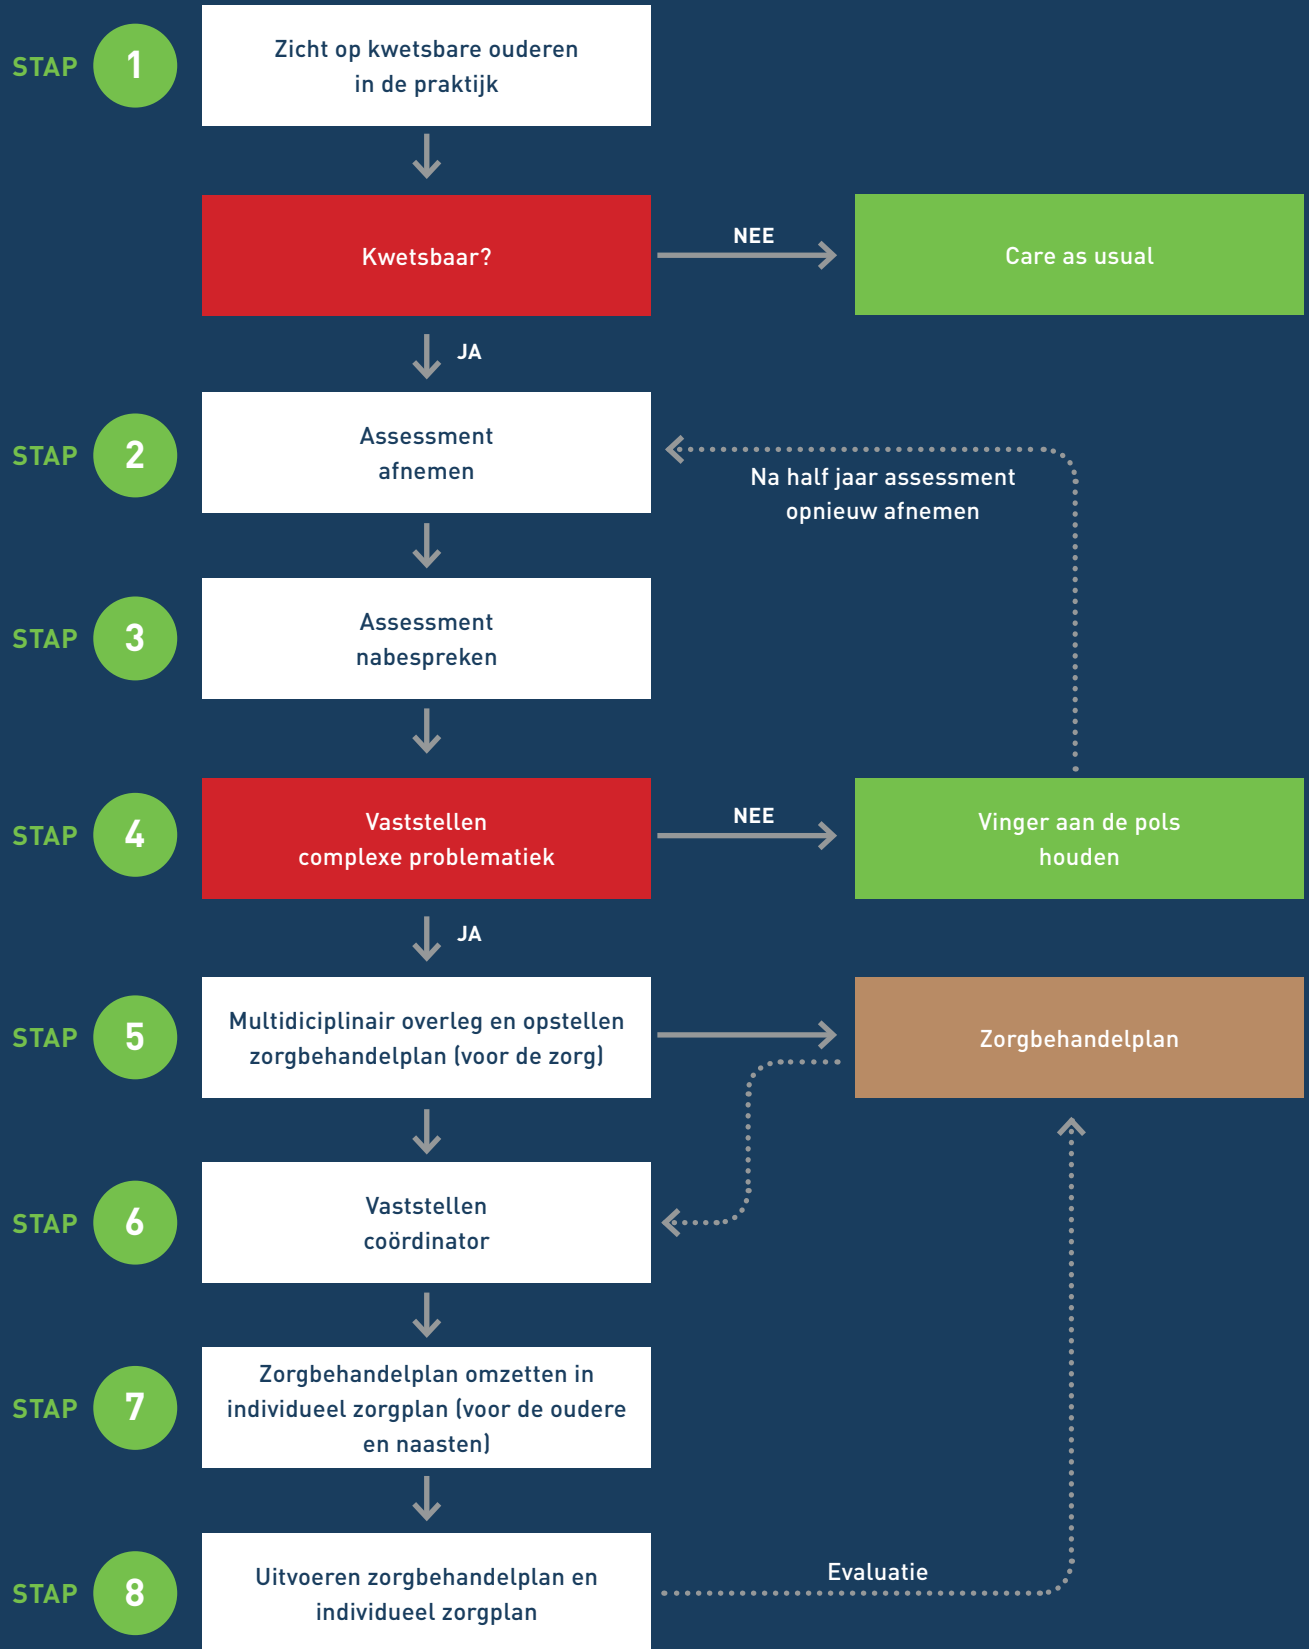 STAP 1
Zicht op kwetsbare ouderen
in de praktijk
Kwetsbaar?
NEE
Care as usual
JA
STAP 2
Assessment
afnemen
Na half jaar assessment
opnieuw afnemen
STAP 3
Assessment
nabespreken
STAP 4
Vaststellen
complexe problematiek
NEE
Vinger aan de pols
houden
JA
STAP 5
Multidiciplinair overleg en opstellen
zorgbehandelplan (voor de zorg)
Zorgbehandelplan
STAP 6
Vaststellen
coördinator
STAP 7
Zorgbehandelplan omzetten in
individueel zorgplan (voor de oudere
en naasten)
STAP 8
Uitvoeren zorgbehandelplan en
individueel zorgplan
Evaluatie